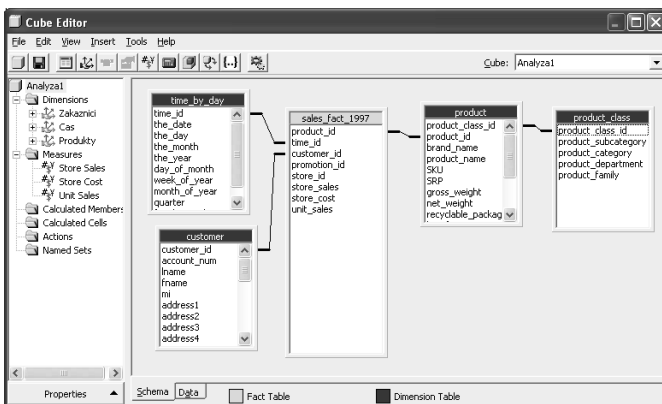 Cube Editor
File Edit View Insert Tools Help
Cube: Analyza1
Analyza1
Dimensions
Zakaznici
Cas
Produkty
Measures
Store Sales
Store Cost
Unit Sales
Calculated Members
Calculated Cells
Actions
Named Sets
Properties
time_by_day
time_id
the_date
the_day
the_month
the_year
day_of_month
week_of_year
month_of_year
quarter
customer
customer_id
account_num
lname
fname
mi
address1
address2
address3
address4
sales_fact_1997
product_id
time_id
customer_id
promotion_id
store_id
store_sales
store_cost
unit_sales
product
product_class_id
product_id
brand_name
product_name
SKU
SRP
gross_weight
net_weight
recyclable_packag
product_class
product_class_id
product_subcategory
product_category
product_department
product_family
Schema Data
Fact Table
Dimension Table